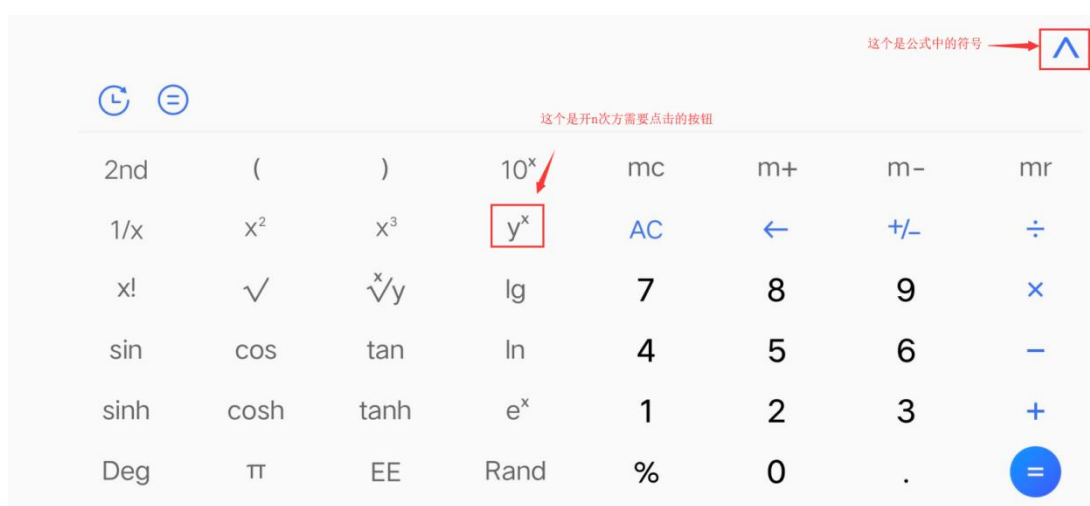 这个是公式中的符号
^
这个是开n次方需要点击的按钮
2nd ( ) 10ˣ mc m+ m− mr
1/x x² x³ yˣ AC ← +/− ÷
x! √ ˣ√y lg 7 8 9 ×
sin cos tan ln 4 5 6 −
sinh cosh tanh eˣ 1 2 3 +
Deg π EE Rand % 0 . =